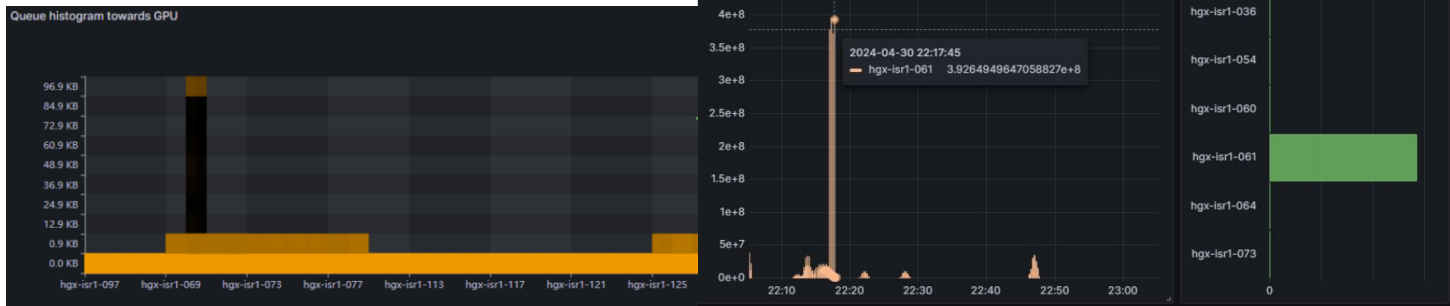 Queue histogram towards GPU
96.9 KB
84.9 KB
72.9 KB
60.9 KB
48.9 KB
36.9 KB
24.9 KB
12.9 KB
0.9 KB
0.0 KB
hgx-isr1-097 hgx-isr1-069 hgx-isr1-073 hgx-isr1-077 hgx-isr1-113 hgx-isr1-117 hgx-isr1-121 hgx-isr1-125
4e+8
3.5e+8
3e+8
2.5e+8
2e+8
1.5e+8
1e+8
5e+7
0e+0
2024-04-30 22:17:45
hgx-isr1-061 3.9264949647058827e+8
22:10 22:20 22:30 22:40 22:50 23:00
hgx-isr1-036
hgx-isr1-054
hgx-isr1-060
hgx-isr1-061
hgx-isr1-064
hgx-isr1-073
0